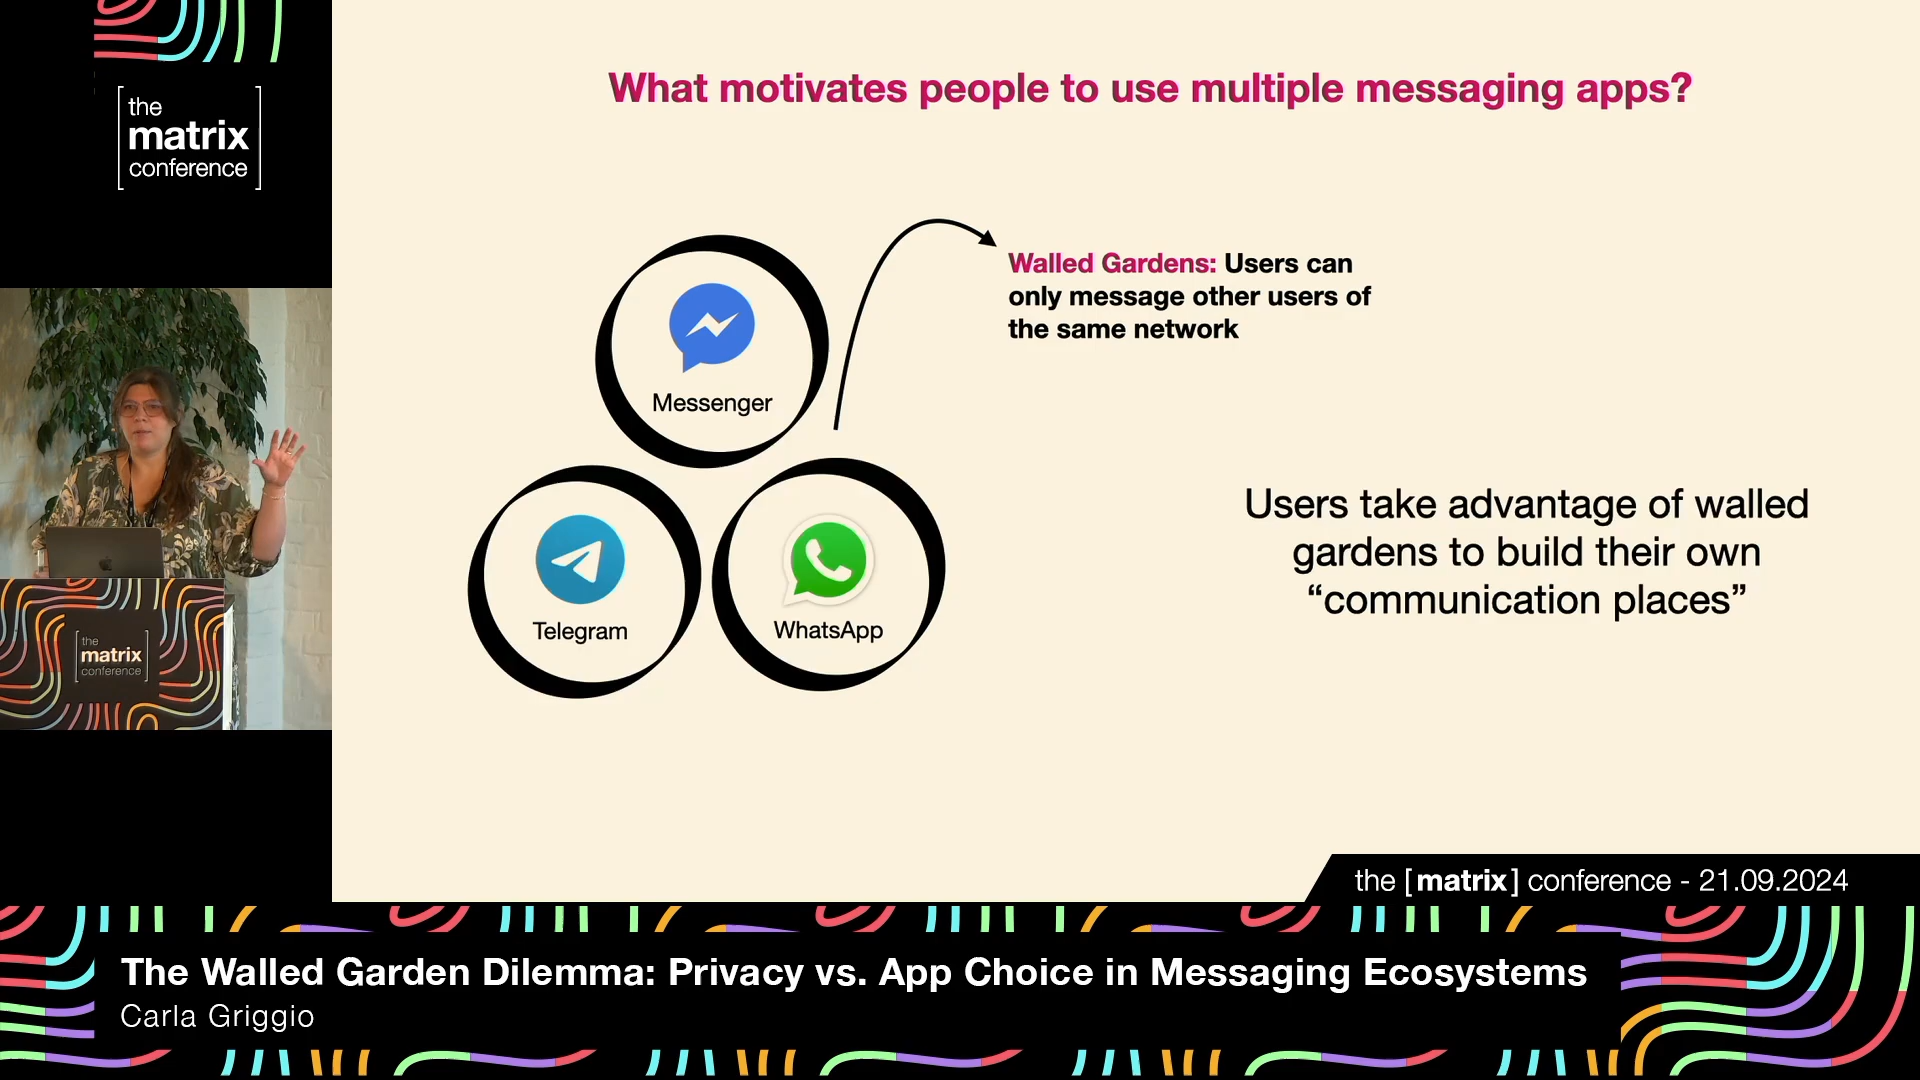 the
matrix
conference
What motivates people to use multiple messaging apps?
Messenger
Walled Gardens: Users can
only message other users of
the same network
Telegram
WhatsApp
Users take advantage of walled
gardens to build their own
“communication places”
the
matrix
conference
the [matrix] conference - 21.09.2024
The Walled Garden Dilemma: Privacy vs. App Choice in Messaging Ecosystems
Carla Griggio